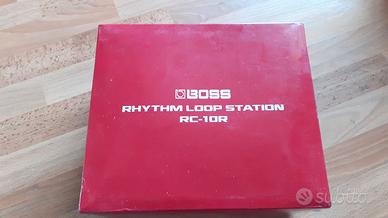 BOSS
RHYTHM LOOP STATION
RC-10R
subito